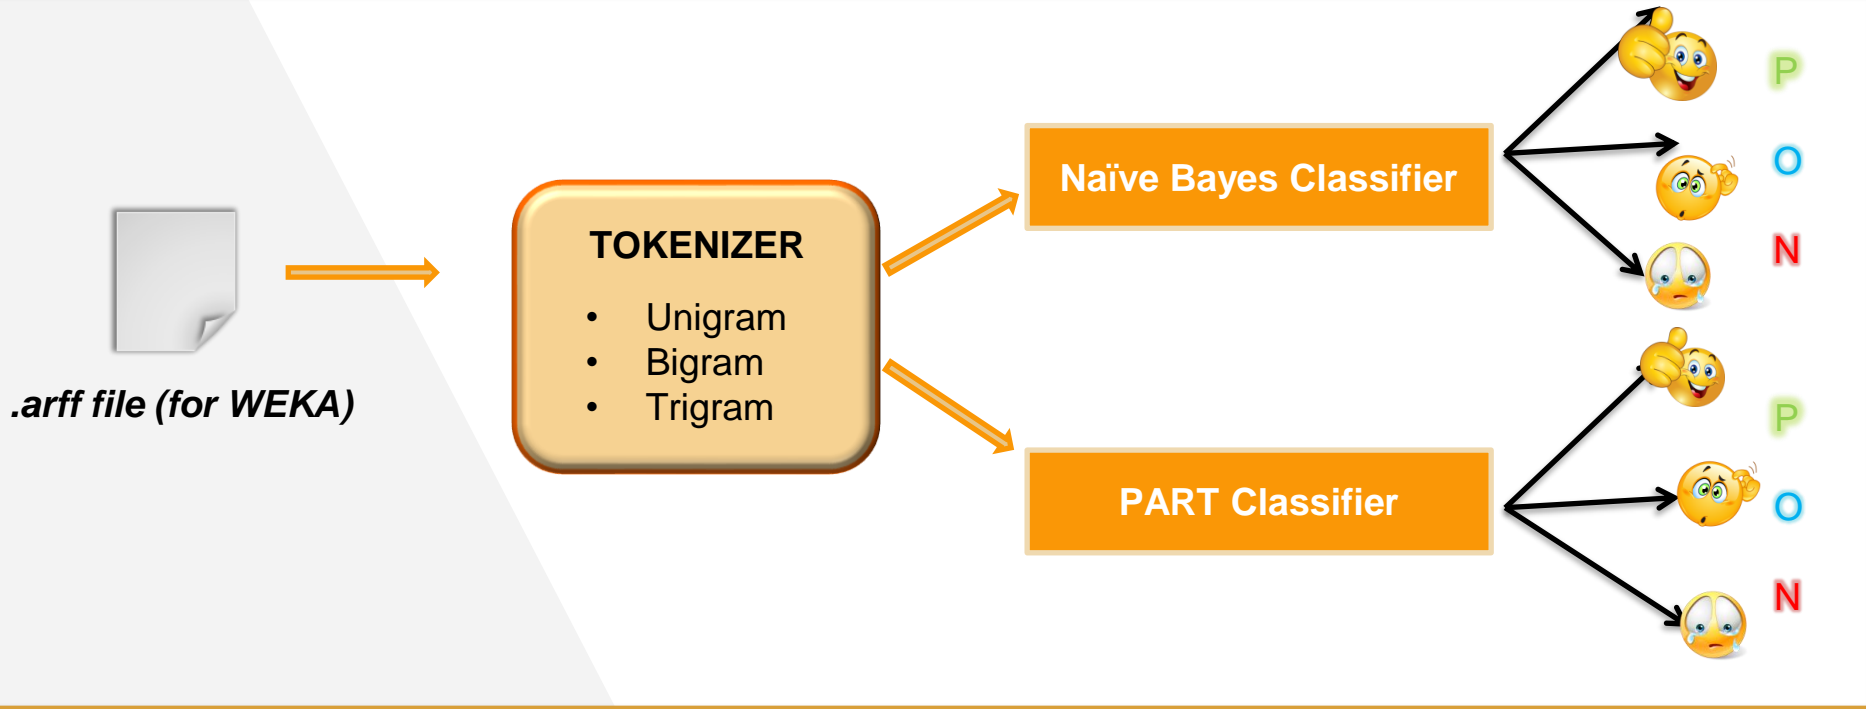 .arff file (for WEKA)
TOKENIZER
• Unigram
• Bigram
• Trigram
Naïve Bayes Classifier
P
O
N
PART Classifier
P
O
N